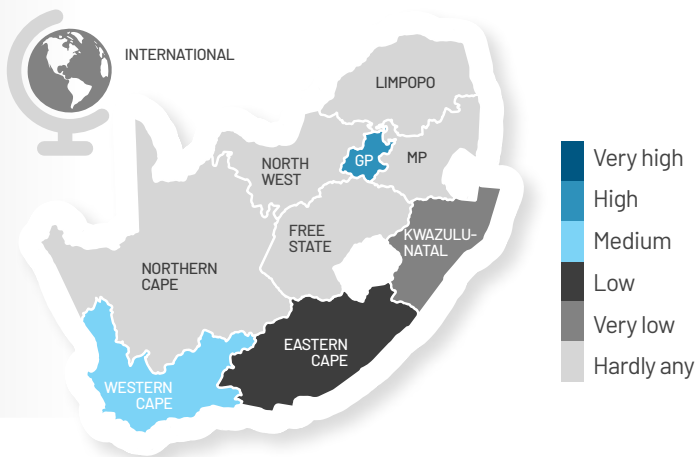 INTERNATIONAL
LIMPOPO
NORTH
WEST
GP
MP
FREE
STATE
KWAZULU-
NATAL
NORTHERN
CAPE
EASTERN
CAPE
WESTERN
CAPE
Very high
High
Medium
Low
Very low
Hardly any